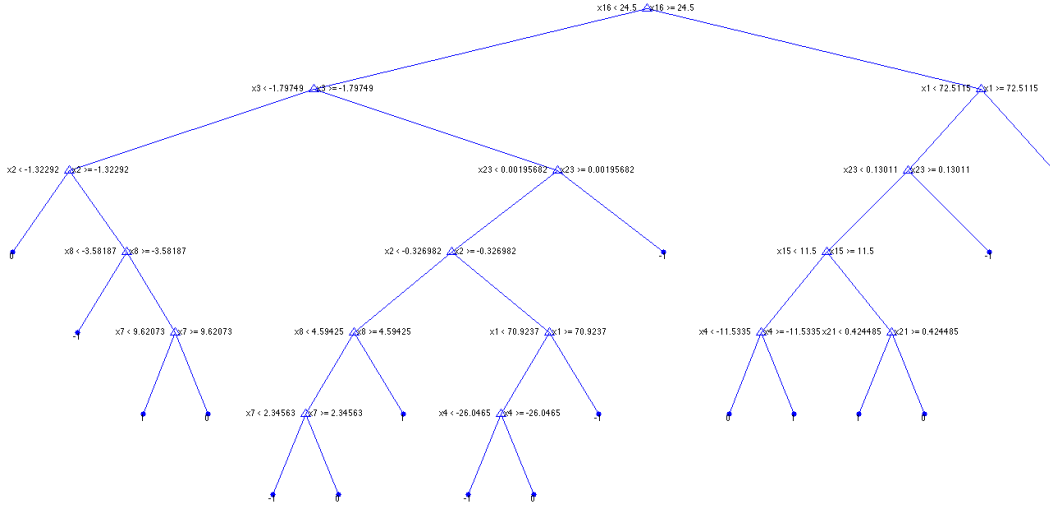 x16 < 24.5 x16 >= 24.5
x3 < -1.79749 x3 >= -1.79749
x1 < 72.5115 x1 >= 72.5115
x2 < -1.32292 x2 >= -1.32292
x23 < 0.00195682 x23 >= 0.00195682
x23 < 0.13011 x23 >= 0.13011
0
x8 < -3.58187 x8 >= -3.58187
x2 < -0.326982 x2 >= -0.326982
-1
x15 < 11.5 x15 >= 11.5
-1
-1
x7 < 9.62073 x7 >= 9.62073
x8 < 4.59425 x8 >= 4.59425
x1 < 70.9237 x1 >= 70.9237
x4 < -11.5335 x4 >= -11.5335
x21 < 0.424485 x21 >= 0.424485
1
0
x7 < 2.34563 x7 >= 2.34563
1
x4 < -26.0465 x4 >= -26.0465
-1
0
1
1
0
-1
0
-1
0